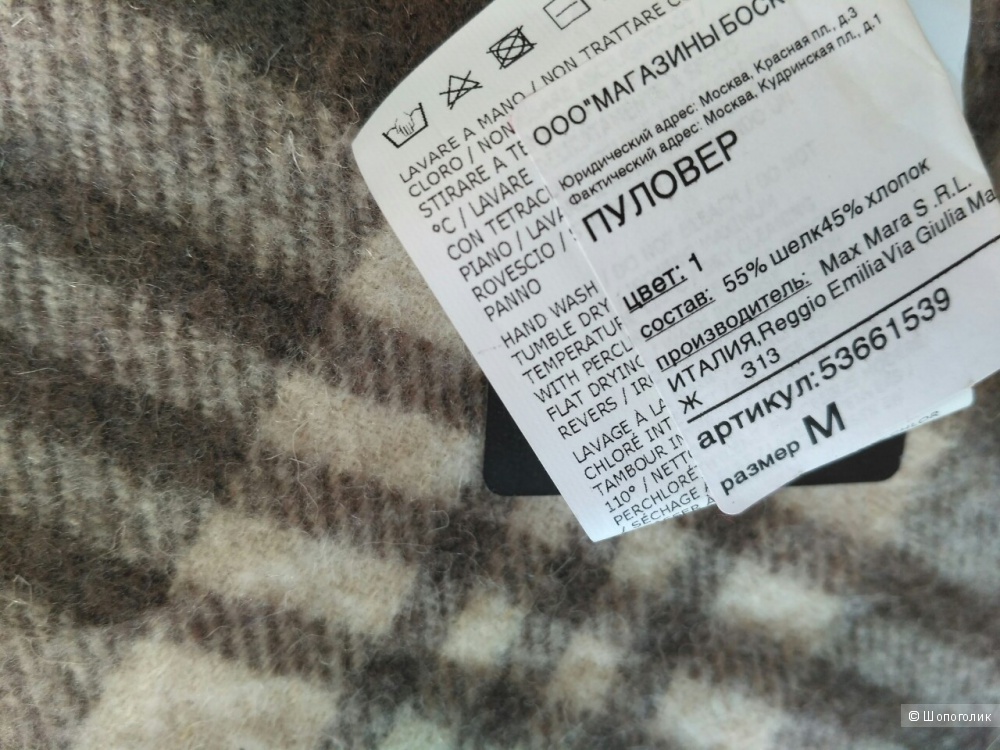 LAVARE A MANO / NON TRATTARE C
CLORO / NON
STIRARE A TE
°C / LAVARE
CON TETRAC
PIANO / LAVA
ROVESCIO /
PANNO
HAND WASH
TUMBLE DRY
TEMPERATUR
WITH PERCL
FLAT DRYING
REVERS / IR
LAVAGE À LA
CHLORÉ INT
TAMBOUR IN
110° / NETTO
PERCHLORÉ
/ SÉCHAGE
ООО"МАГАЗИНЫ БОСК
Юридический адрес: Москва, Красная пл., д.3
Фактический адрес: Москва, Кудринская пл., д.1
ПУЛОВЕР
цвет: 1
состав: 55% шелк45% хлопок
производитель: Max Mara S .R.L.
ИТАЛИЯ,Reggio EmiliaVia Giulia Ma
Ж 313
артикул:53661539
размер M
© Шопоголик